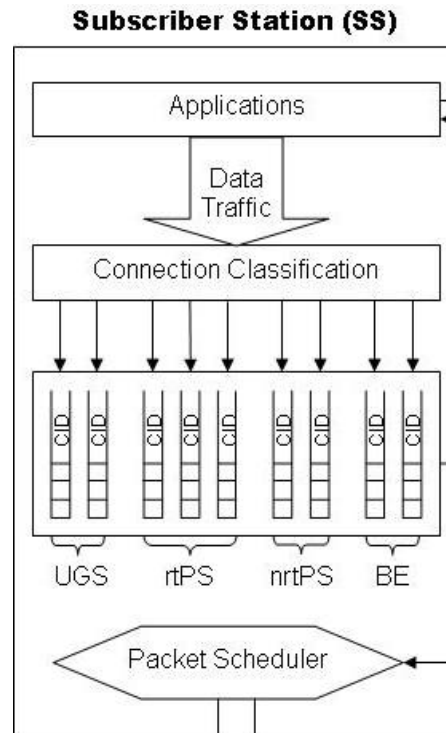 Subscriber Station (SS)
Applications
Data
Traffic
Connection Classification
CID CID CID CID CID CID CID CID CID
UGS rtPS nrtPS BE
Packet Scheduler